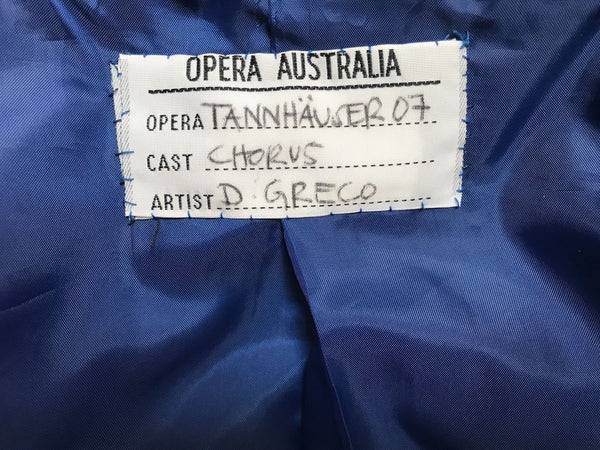 OPERA AUSTRALIA
OPERA TANNHÄUSER 07
CAST CHORUS
ARTIST D. GRECO